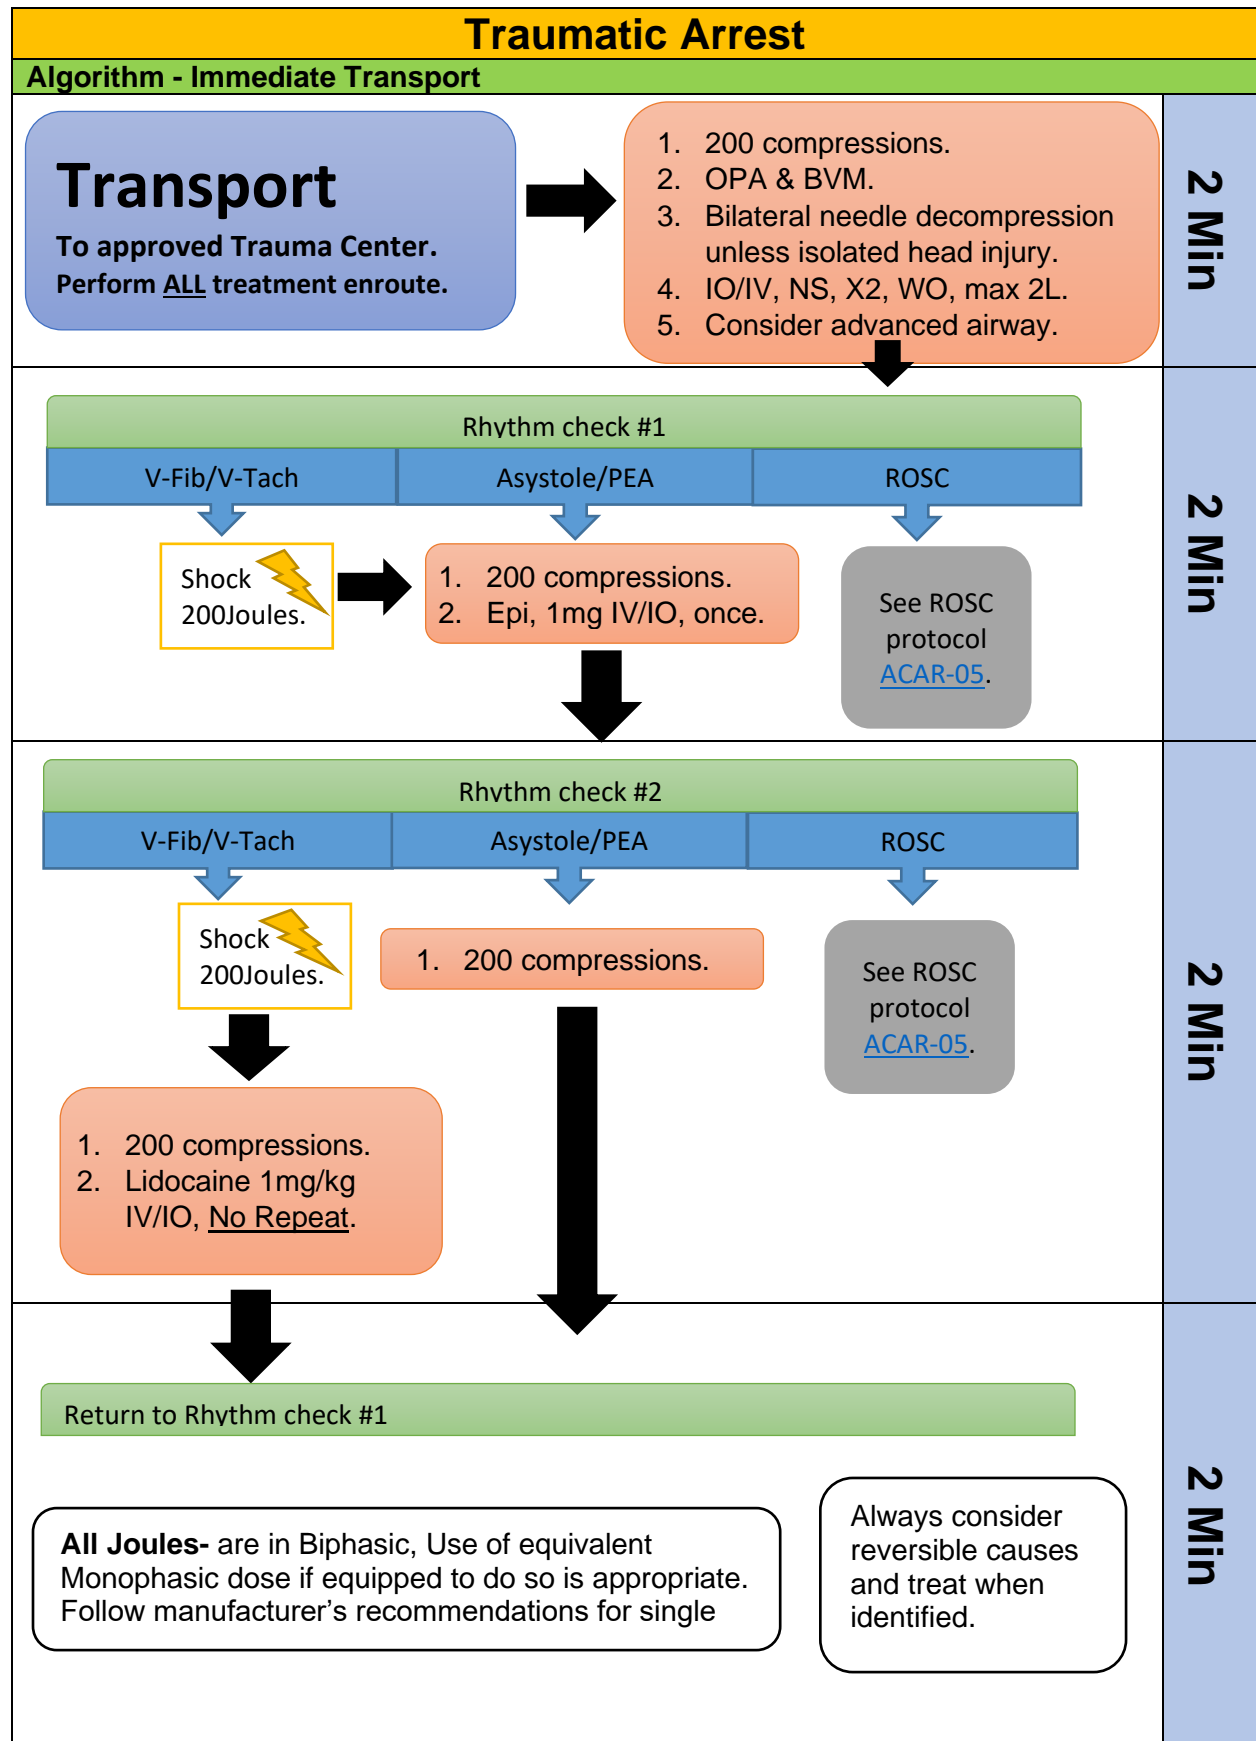 Traumatic Arrest
Algorithm - Immediate Transport
Transport
To approved Trauma Center.
Perform ALL treatment enroute.
1. 200 compressions.
2. OPA & BVM.
3. Bilateral needle decompression
unless isolated head injury.
4. IO/IV, NS, X2, WO, max 2L.
5. Consider advanced airway.
2 Min
Rhythm check #1
V-Fib/V-Tach
Asystole/PEA
ROSC
Shock
200Joules.
1. 200 compressions.
2. Epi, 1mg IV/IO, once.
See ROSC
protocol
ACAR-05.
2 Min
Rhythm check #2
V-Fib/V-Tach
Asystole/PEA
ROSC
Shock
200Joules.
1. 200 compressions.
See ROSC
protocol
ACAR-05.
1. 200 compressions.
2. Lidocaine 1mg/kg
IV/IO, No Repeat.
2 Min
Return to Rhythm check #1
All Joules- are in Biphasic, Use of equivalent
Monophasic dose if equipped to do so is appropriate.
Follow manufacturer's recommendations for single
Always consider
reversible causes
and treat when
identified.
2 Min